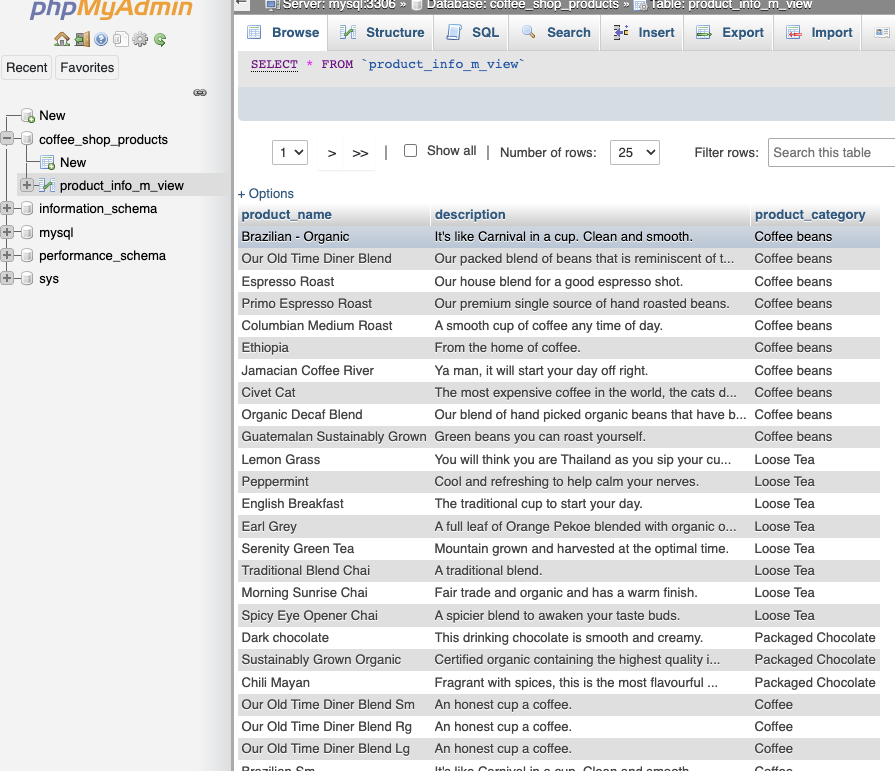 phpMyAdmin
Server: mysql:3306 » Database: coffee_shop_products » Table: product_info_m_view
Browse Structure SQL Search Insert Export Import
Recent Favorites
New
coffee_shop_products
New
product_info_m_view
information_schema
mysql
performance_schema
sys
SELECT * FROM `product_info_m_view`
1 > >> | Show all | Number of rows: 25 Filter rows: Search this table
+ Options
product_name description product_category
Brazilian - Organic It's like Carnival in a cup. Clean and smooth. Coffee beans
Our Old Time Diner Blend Our packed blend of beans that is reminiscent of t... Coffee beans
Espresso Roast Our house blend for a good espresso shot. Coffee beans
Primo Espresso Roast Our premium single source of hand roasted beans. Coffee beans
Columbian Medium Roast A smooth cup of coffee any time of day. Coffee beans
Ethiopia From the home of coffee. Coffee beans
Jamacian Coffee River Ya man, it will start your day off right. Coffee beans
Civet Cat The most expensive coffee in the world, the cats d... Coffee beans
Organic Decaf Blend Our blend of hand picked organic beans that have b... Coffee beans
Guatemalan Sustainably Grown Green beans you can roast yourself. Coffee beans
Lemon Grass You will think you are Thailand as you sip your cu... Loose Tea
Peppermint Cool and refreshing to help calm your nerves. Loose Tea
English Breakfast The traditional cup to start your day. Loose Tea
Earl Grey A full leaf of Orange Pekoe blended with organic o... Loose Tea
Serenity Green Tea Mountain grown and harvested at the optimal time. Loose Tea
Traditional Blend Chai A traditional blend. Loose Tea
Morning Sunrise Chai Fair trade and organic and has a warm finish. Loose Tea
Spicy Eye Opener Chai A spicier blend to awaken your taste buds. Loose Tea
Dark chocolate This drinking chocolate is smooth and creamy. Packaged Chocolate
Sustainably Grown Organic Certified organic containing the highest quality i... Packaged Chocolate
Chili Mayan Fragrant with spices, this is the most flavourful ... Packaged Chocolate
Our Old Time Diner Blend Sm An honest cup a coffee. Coffee
Our Old Time Diner Blend Rg An honest cup a coffee. Coffee
Our Old Time Diner Blend Lg An honest cup a coffee. Coffee
Brazilian Sm It's like Carnival in a cup. Clean and smooth. Coffee